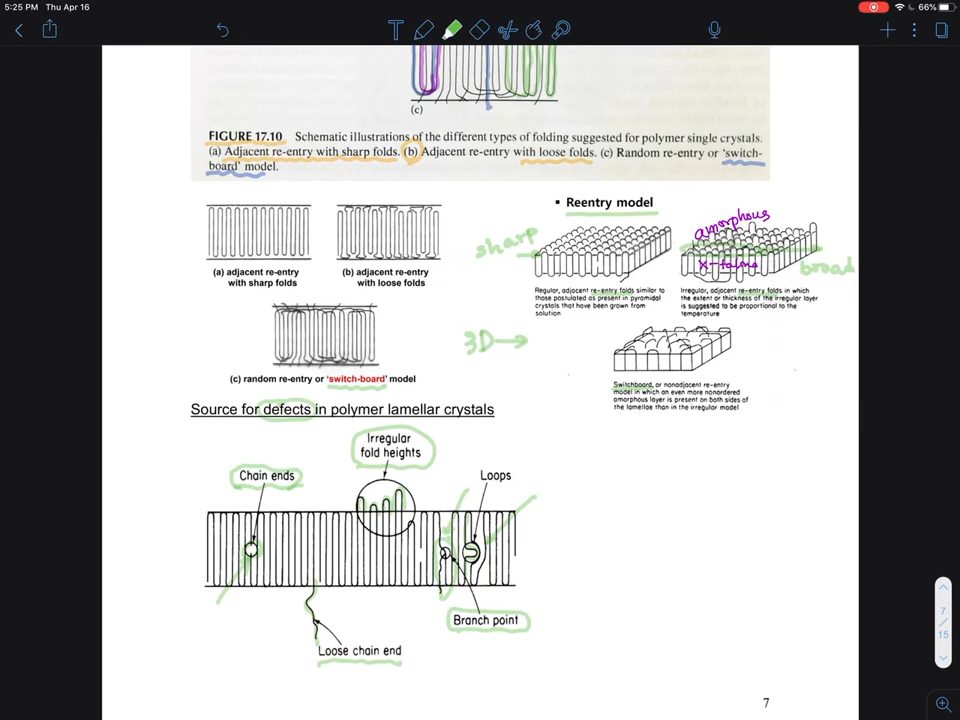 5:25 PM Thu Apr 16
66%
(c)
FIGURE 17.10 Schematic illustrations of the different types of folding suggested for polymer single crystals.
(a) Adjacent re-entry with sharp folds. (b) Adjacent re-entry with loose folds. (c) Random re-entry or 'switch-
board' model.
▪ Reentry model
sharp
amorphous
x-talline
broad
(a) adjacent re-entry
with sharp folds
(b) adjacent re-entry
with loose folds
Regular, adjacent re-entry folds similar to
those postulated as present in pyramidal
crystals that have been grown from
solution
Irregular, adjacent re-entry folds in which
the extent or thickness of the irregular layer
is suggested to be proportional to the
temperature
3D→
(c) random re-entry or 'switch-board' model
Switchboard, or nonadjacent re-entry
model in which an even more nonordered
amorphous layer is present on both sides of
the lamellae than in the irregular model
Source for defects in polymer lamellar crystals
Irregular
fold heights
Chain ends
Loops
Branch point
Loose chain end
7
7
/
15